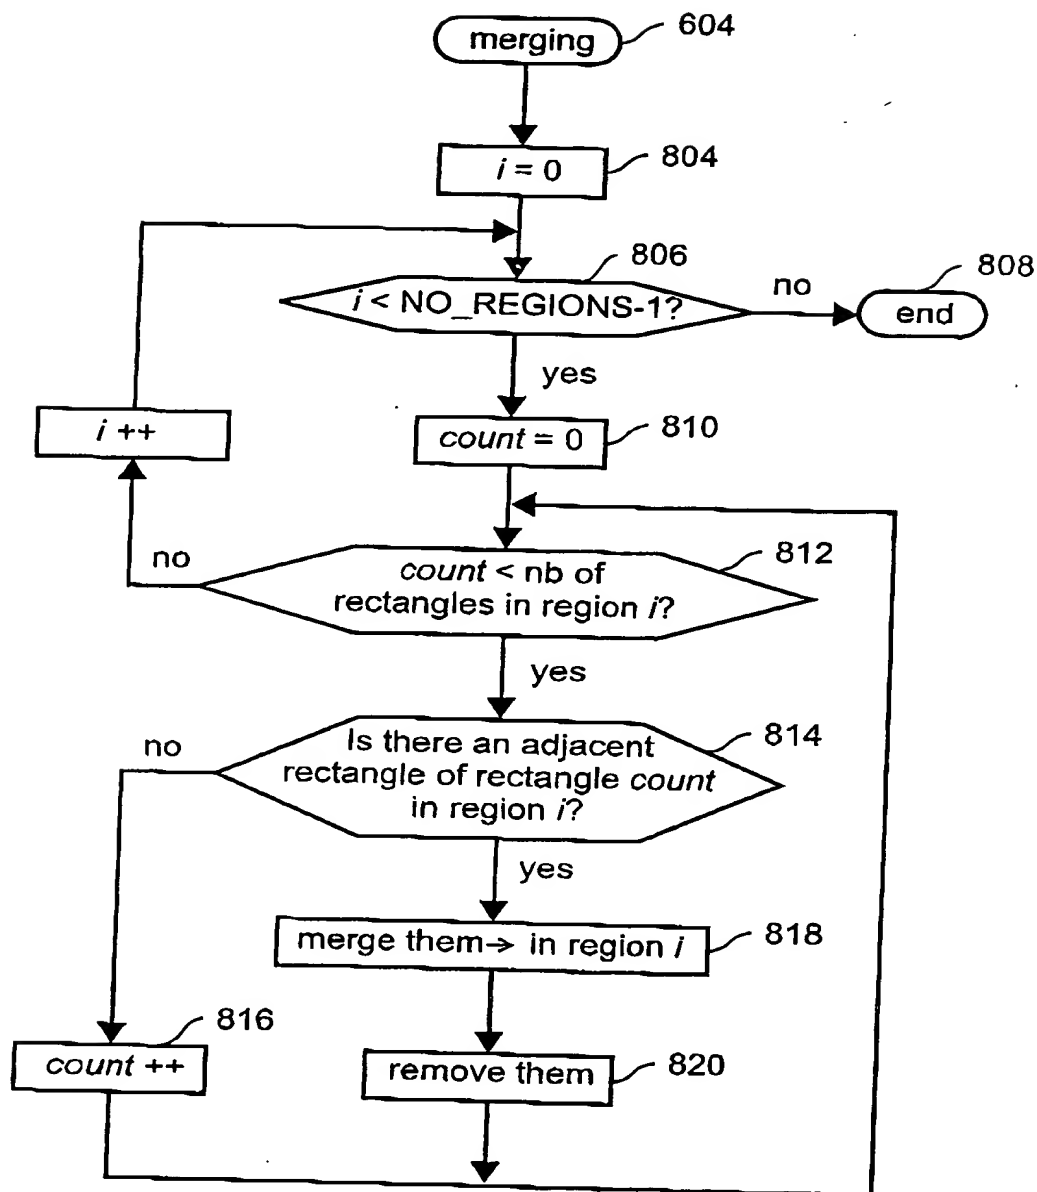 merging
604
i = 0
804
806
i < NO_REGIONS-1?
no
808
end
yes
i ++
count = 0
810
no
812
count < nb of
rectangles in region i?
yes
no
814
Is there an adjacent
rectangle of rectangle count
in region i?
yes
merge them→ in region i
818
816
count ++
remove them
820